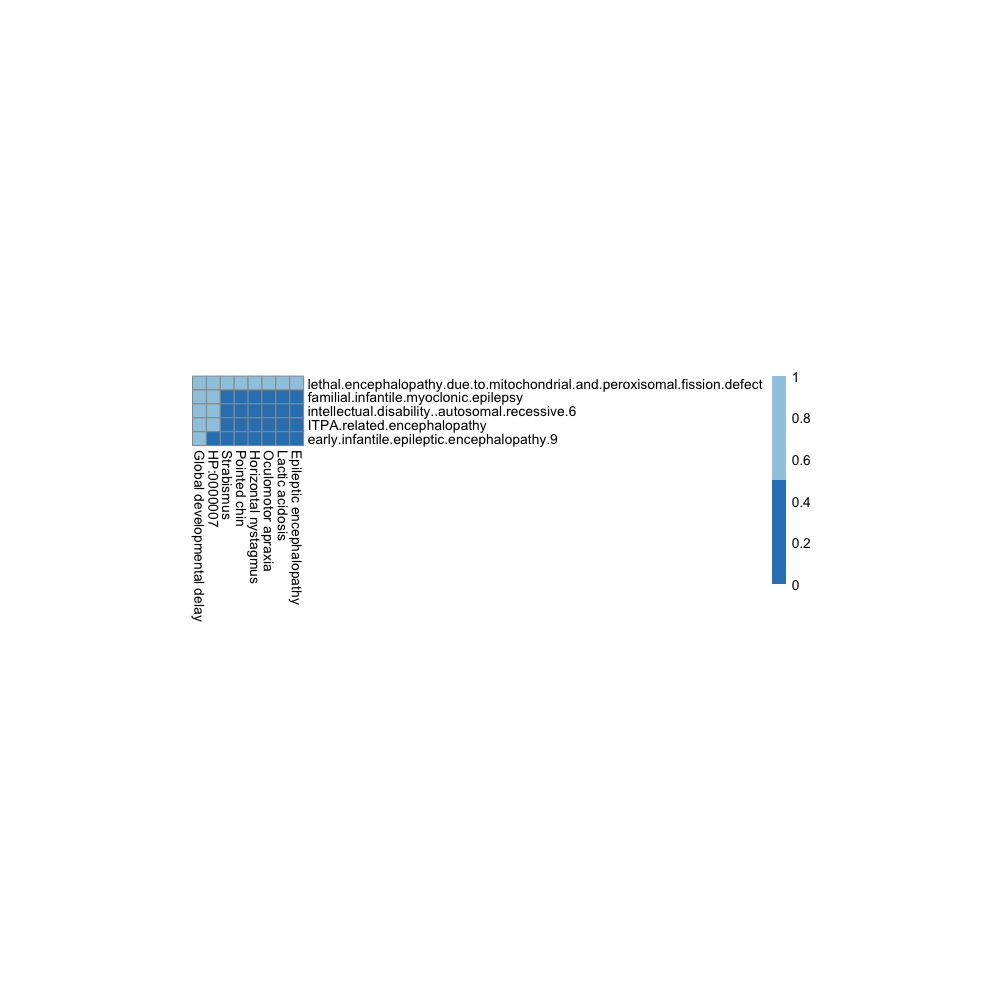 lethal.encephalopathy.due.to.mitochondrial.and.peroxisomal.fission.defect
familial.infantile.myoclonic.epilepsy
intellectual.disability..autosomal.recessive.6
ITPA.related.encephalopathy
early.infantile.epileptic.encephalopathy.9
Global developmental delay
HP:0000007
Strabismus
Pointed chin
Horizontal nystagmus
Oculomotor apraxia
Lactic acidosis
Epileptic encephalopathy
1
0.8
0.6
0.4
0.2
0